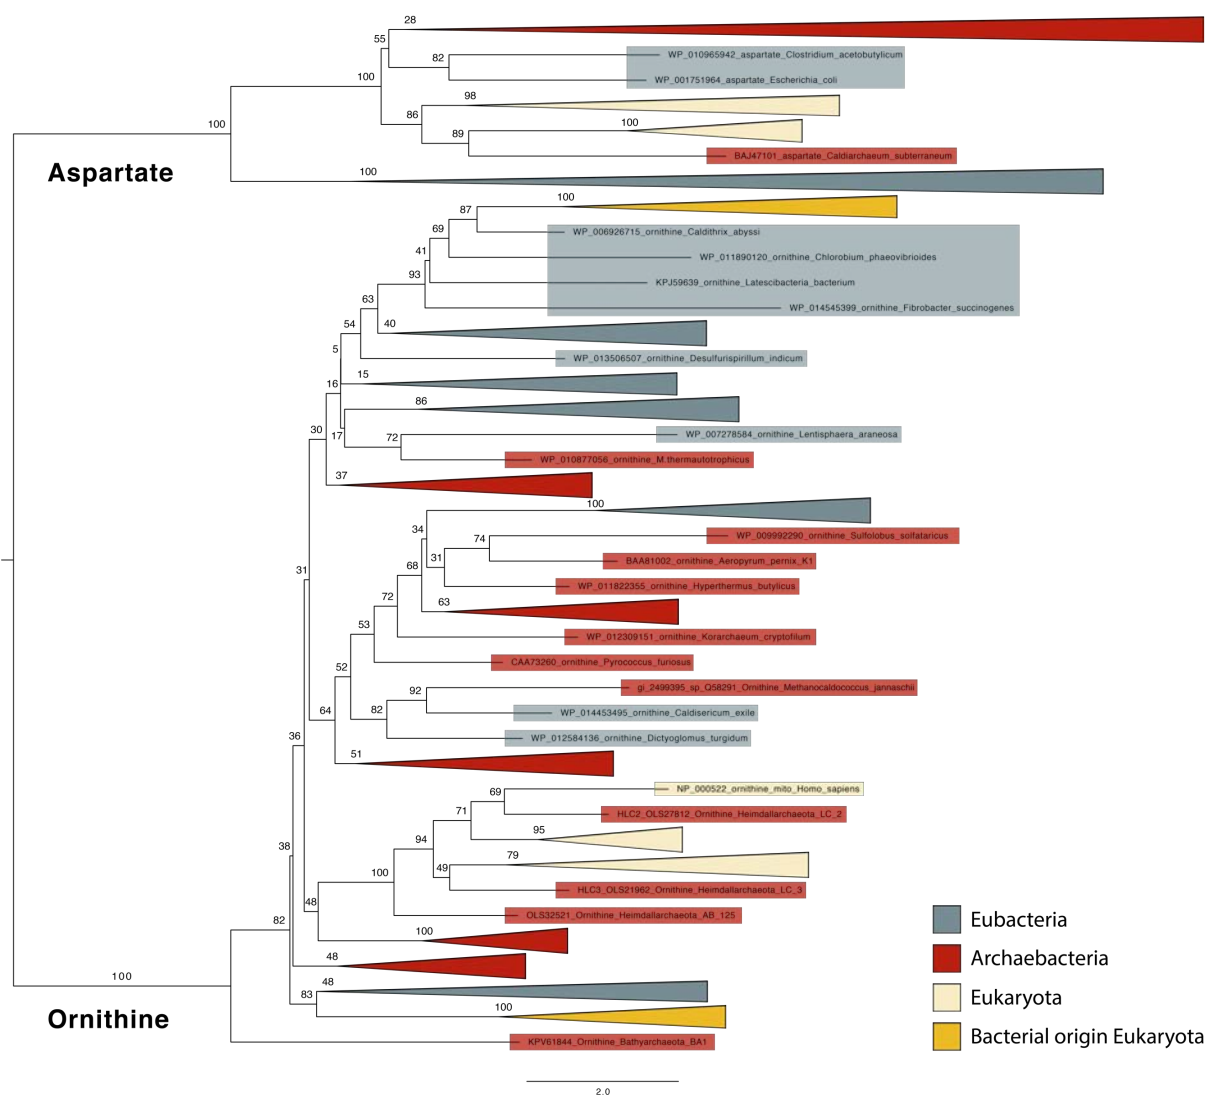 28
55
WP_010965942_aspartate_Clostridium_acetobutylicum
82
100
WP_001751964_aspartate_Escherichia_coli
98
86
100
100
89
BAJ47101_aspartate_Caldiarchaeum_subterraneum
Aspartate
100
100
87
WP_006926715_ornithine_Caldithrix_abyssi
69
41
WP_011890120_ornithine_Chlorobium_phaeovibrioides
93
KPJ59639_ornithine_Latescibacteria_bacterium
63
WP_014545399_ornithine_Fibrobacter_succinogenes
54
40
5
WP_013506507_ornithine_Desulfurispirillum_indicum
15
16
86
30
17
72
WP_007278584_ornithine_Lentisphaera_araneosa
WP_010877056_ornithine_M.thermautotrophicus
37
100
34
74
WP_009992290_ornithine_Sulfolobus_solfataricus
31
BAA81002_ornithine_Aeropyrum_pernix_K1
68
31
WP_011822355_ornithine_Hyperthermus_butylicus
72
63
53
WP_012309151_ornithine_Korarchaeum_cryptofilum
CAA73260_ornithine_Pyrococcus_furiosus
52
92
gi_2499395_sp_Q58291_Ornithine_Methanocaldococcus_jannaschii
64
82
WP_014453495_ornithine_Caldisericum_exile
36
WP_012584136_ornithine_Dictyoglomus_turgidum
51
69
NP_000522_ornithine_mito_Homo_sapiens
71
HLC2_OLS27812_Ornithine_Heimdallarchaeota_LC_2
94
95
38
79
100
49
HLC3_OLS21962_Ornithine_Heimdallarchaeota_LC_3
48
OLS32521_Ornithine_Heimdallarchaeota_AB_125
82
100
48
100
48
83
100
Ornithine
KPV61844_Ornithine_Bathyarchaeota_BA1
2.0
Eubacteria
Archaebacteria
Eukaryota
Bacterial origin Eukaryota